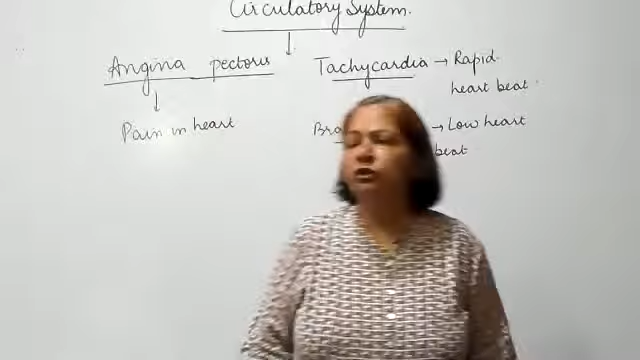 Circulatory System.
Angina pectoris
Pain in heart
Tachycardia → Rapid
heart beat
→ Low heart
beat